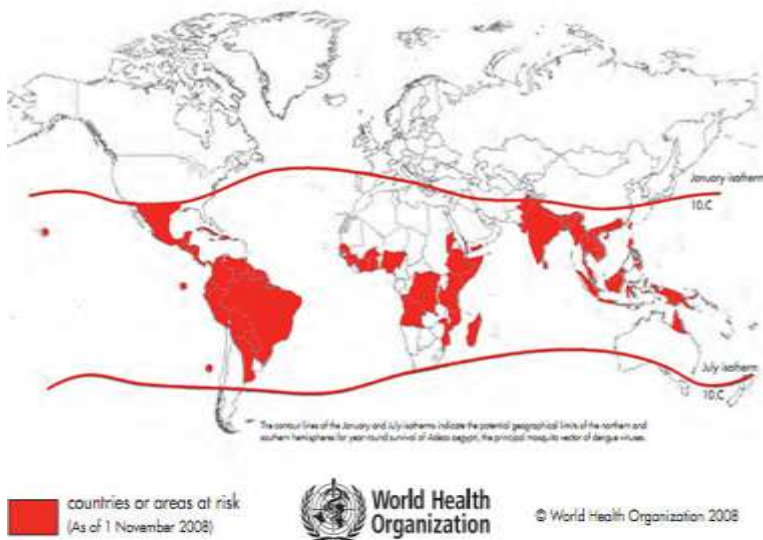 January isotherm
10.C
July isotherm
10.C
The contour lines of the January and July isotherms indicate the potential geographical limits of the northern and
southern hemispheres for year-round survival of Adeas aegypt, the principal mosquito vector of dengue viruses.
countries or areas at risk
(As of 1 November 2008)
World Health
Organization
© World Health Organization 2008